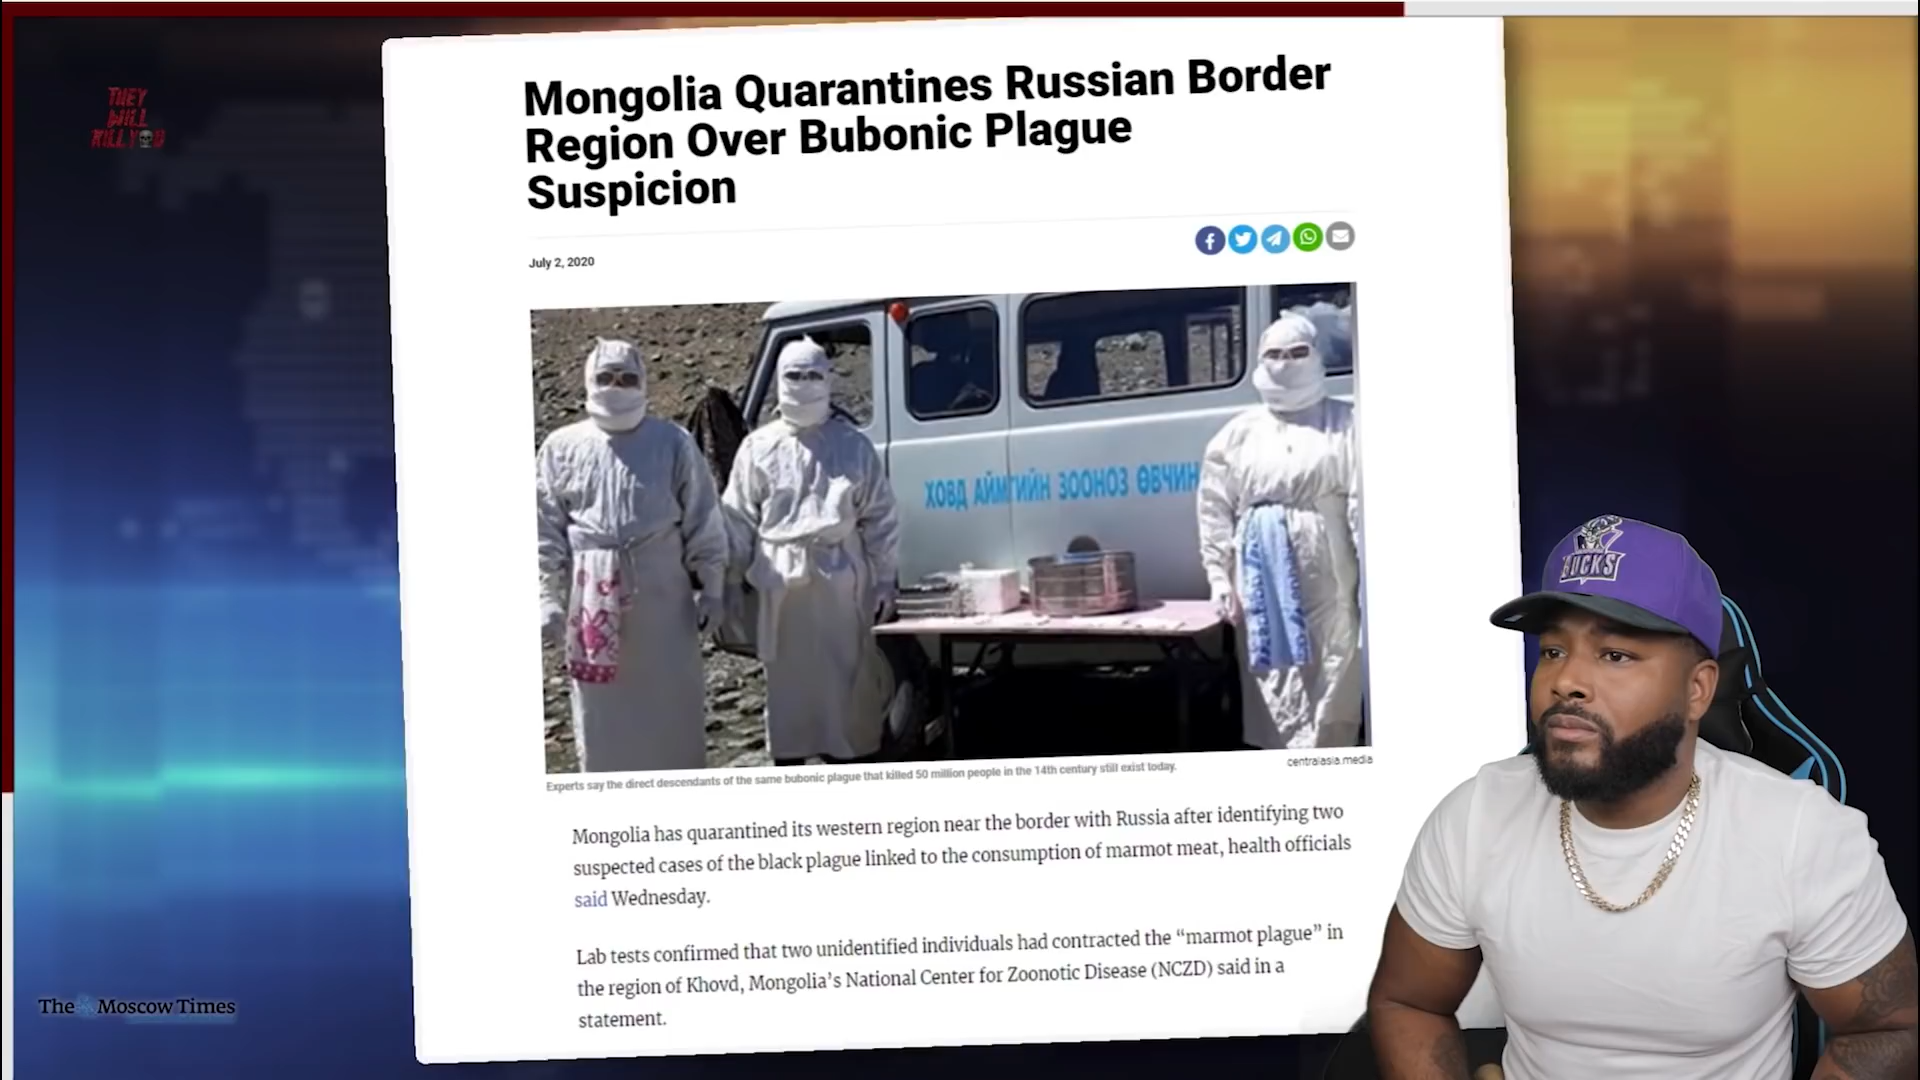 THEY
WILL
KILL YOU
Mongolia Quarantines Russian Border
Region Over Bubonic Plague
Suspicion
July 2, 2020
ХОВД АЙМГИЙН ЗООНОЗ ӨВЧИН
BUCKS
Experts say the direct descendants of the same bubonic plague that killed 50 million people in the 14th century still exist today.
centralasia.media
Mongolia has quarantined its western region near the border with Russia after identifying two
suspected cases of the black plague linked to the consumption of marmot meat, health officials
said Wednesday.
Lab tests confirmed that two unidentified individuals had contracted the “marmot plague” in
the region of Khovd, Mongolia’s National Center for Zoonotic Disease (NCZD) said in a
statement.
The Moscow Times